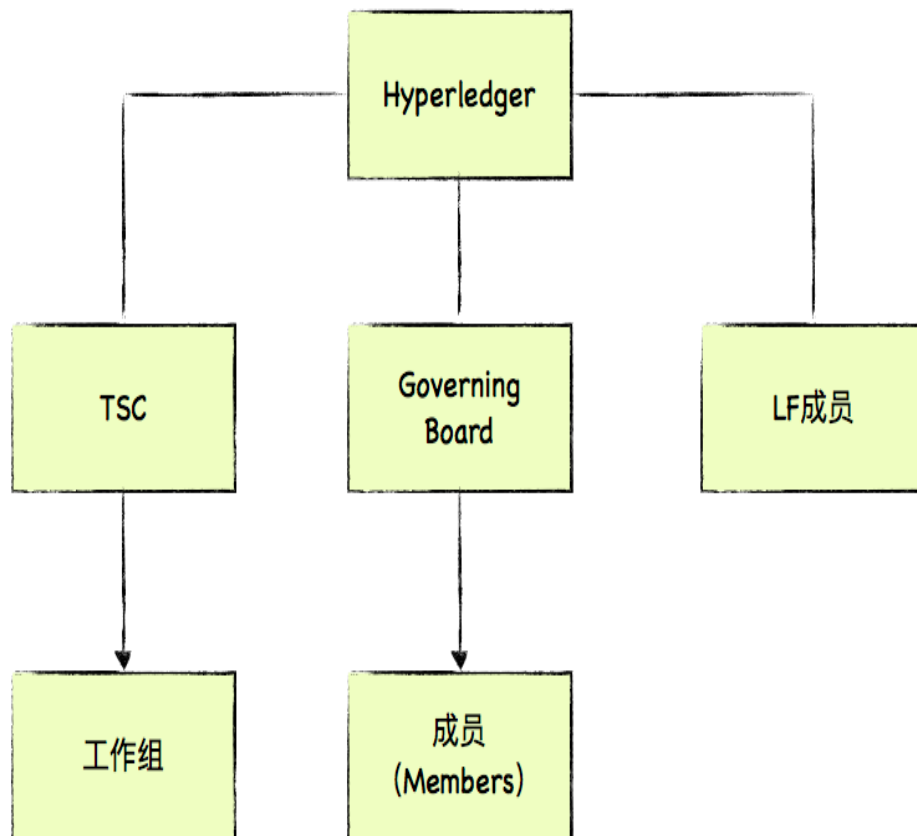 Hyperledger
TSC
Governing
Board
LF成员
工作组
成员
(Members)